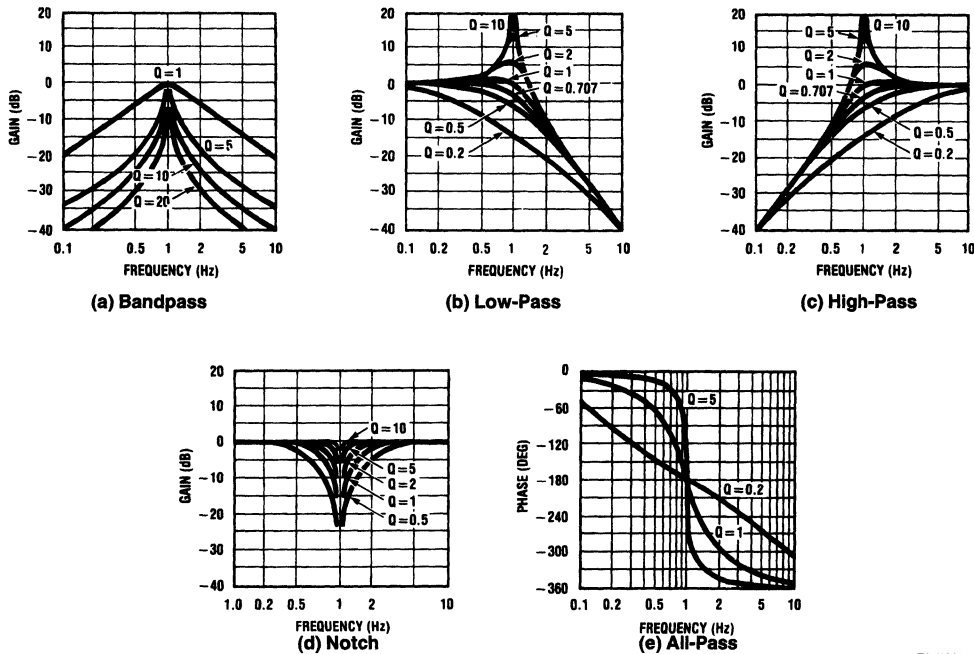 20
10
0
−10
−20
−30
−40
GAIN (dB)
Q = 1
Q = 5
Q = 10
Q = 20
0.1 0.5 1 2 5 10
FREQUENCY (Hz)
(a) Bandpass
20
10
0
−10
−20
−30
−40
GAIN (dB)
Q = 10
Q = 5
Q = 2
Q = 1
Q = 0.707
Q = 0.5
Q = 0.2
0.1 0.2 0.5 1 2 5 10
FREQUENCY (Hz)
(b) Low-Pass
20
10
0
−10
−20
−30
−40
GAIN (dB)
Q = 5
Q = 10
Q = 2
Q = 1
Q = 0.707
Q = 0.5
Q = 0.2
0.1 0.2 0.5 1 2 5 10
FREQUENCY (Hz)
(c) High-Pass
20
10
0
−10
−20
−30
−40
GAIN (dB)
Q = 10
Q = 5
Q = 2
Q = 1
Q = 0.5
1.0 0.2 0.5 1 2 10
FREQUENCY (Hz)
(d) Notch
0
−60
−120
−180
−240
−300
−360
PHASE (DEG)
Q = 5
Q = 0.2
Q = 1
0.1 0.2 0.5 1 2 5 10
FREQUENCY (Hz)
(e) All-Pass